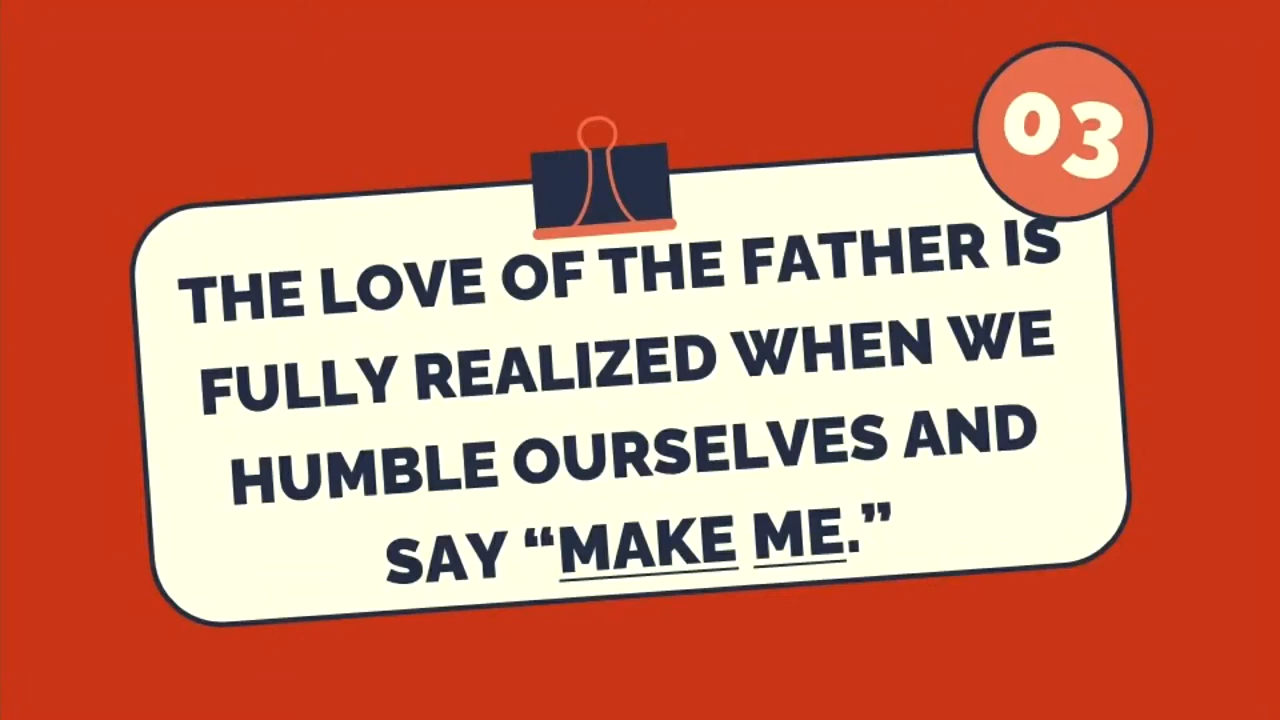 03
THE LOVE OF THE FATHER IS
FULLY REALIZED WHEN WE
HUMBLE OURSELVES AND
SAY “MAKE ME.”